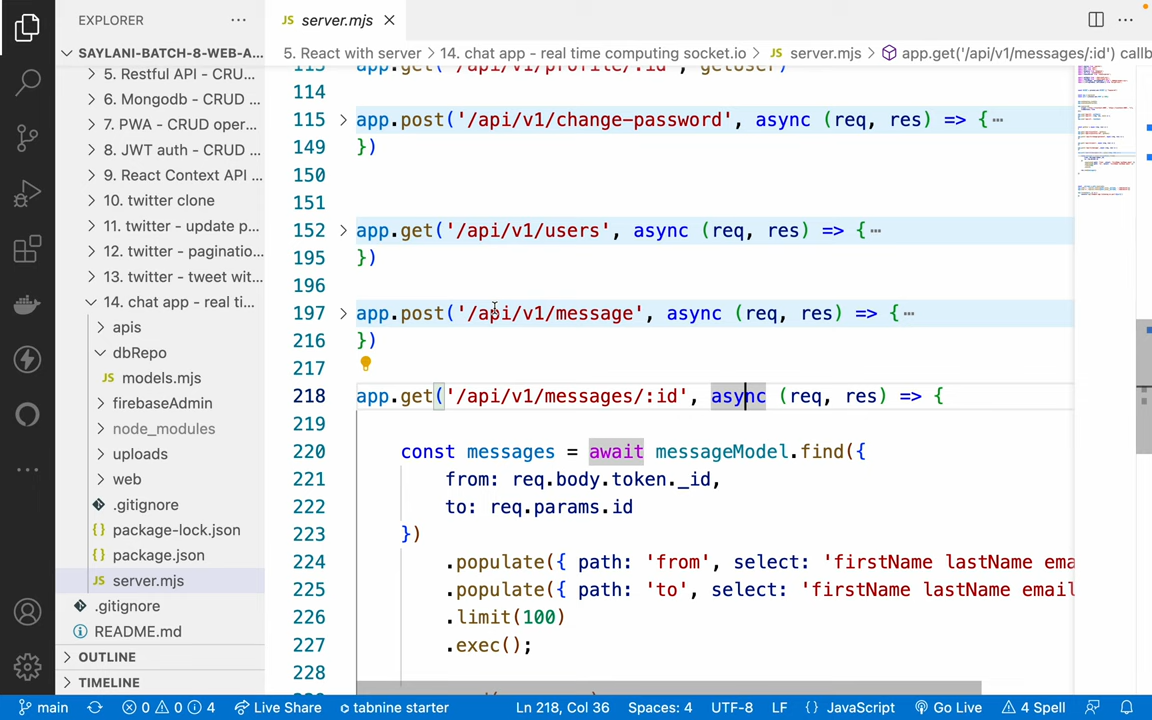 EXPLORER
server.mjs
SAYLANI-BATCH-8-WEB-A...
5. React with server > 14. chat app - real time computing socket.io > server.mjs > app.get('/api/v1/messages/:id') callb
5. Restful API - CRU...
6. Mongodb - CRUD ...
7. PWA - CRUD oper...
8. JWT auth - CRUD ...
9. React Context API ...
10. twitter clone
11. twitter - update p...
12. twitter - paginatio...
13. twitter - tweet wit...
14. chat app - real ti...
apis
dbRepo
models.mjs
firebaseAdmin
node_modules
uploads
web
.gitignore
package-lock.json
package.json
server.mjs
.gitignore
README.md
OUTLINE
TIMELINE
113 app.get('/api/v1/profile/:id', getUser)
114
115 app.post('/api/v1/change-password', async (req, res) => {…
149 })
150
151
152 app.get('/api/v1/users', async (req, res) => {…
195 })
196
197 app.post('/api/v1/message', async (req, res) => {…
216 })
217
218 app.get('/api/v1/messages/:id', async (req, res) => {
219
220 const messages = await messageModel.find({
221 from: req.body.token._id,
222 to: req.params.id
223 })
224 .populate({ path: 'from', select: 'firstName lastName ema
225 .populate({ path: 'to', select: 'firstName lastName email
226 .limit(100)
227 .exec();
228
main 0 0 4 Live Share tabnine starter Ln 218, Col 36 Spaces: 4 UTF-8 LF {} JavaScript Go Live 4 Spell